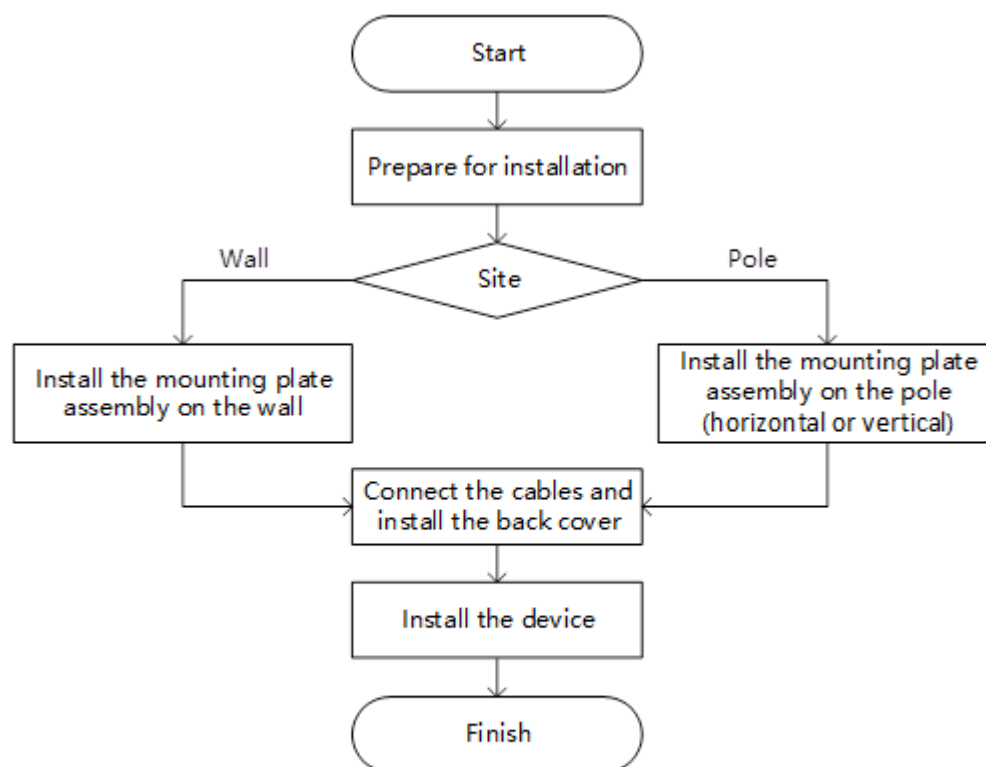 Start
Prepare for installation
Wall
Site
Pole
Install the mounting plate
assembly on the wall
Install the mounting plate
assembly on the pole
(horizontal or vertical)
Connect the cables and
install the back cover
Install the device
Finish